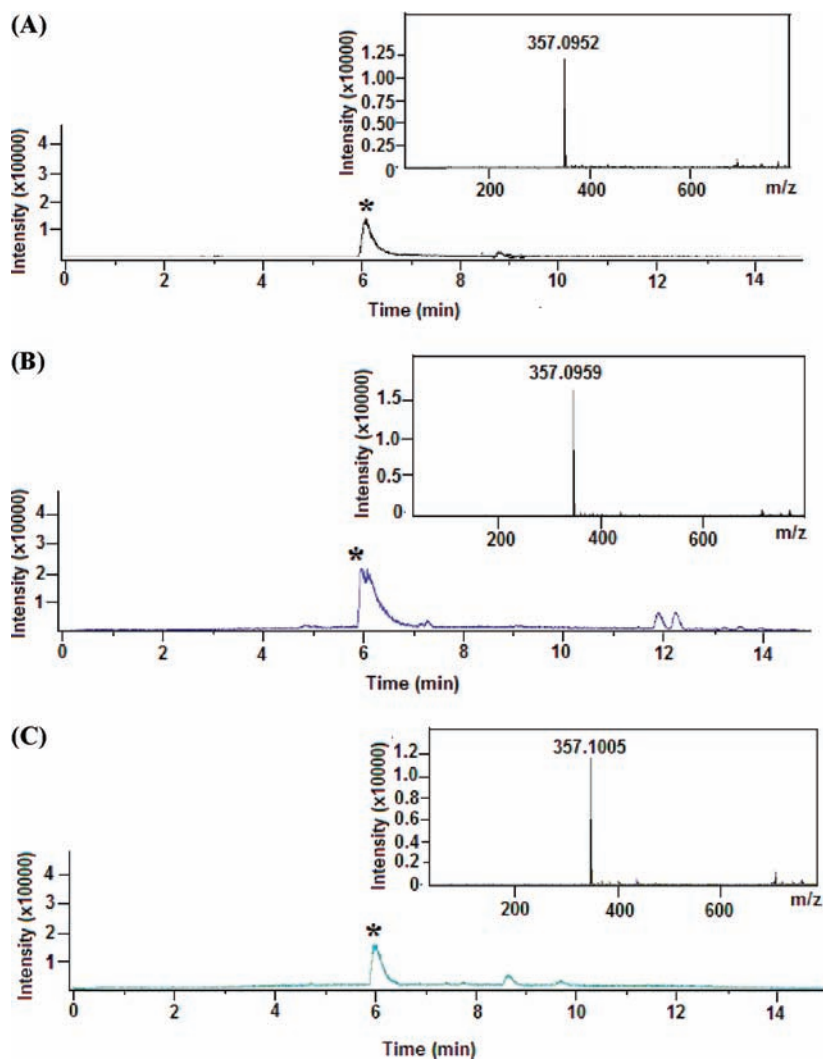 (A)
Intensity (x10000)
1.25
1.00
0.75
0.50
0.25
0
357.0952
200 400 600 m/z
Intensity (x10000)
4
3
2
1
*
0 2 4 6 8 10 12 14
Time (min)
(B)
Intensity (x10000)
1.5
1.0
0.5
0
357.0959
200 400 600 m/z
Intensity (x10000)
4
3
2
1
*
0 2 4 6 8 10 12 14
Time (min)
(C)
Intensity (x10000)
1.2
1.0
0.8
0.6
0.4
0.2
0
357.1005
200 400 600 m/z
Intensity (x10000)
4
3
2
1
*
0 2 4 6 8 10 12 14
Time (min)